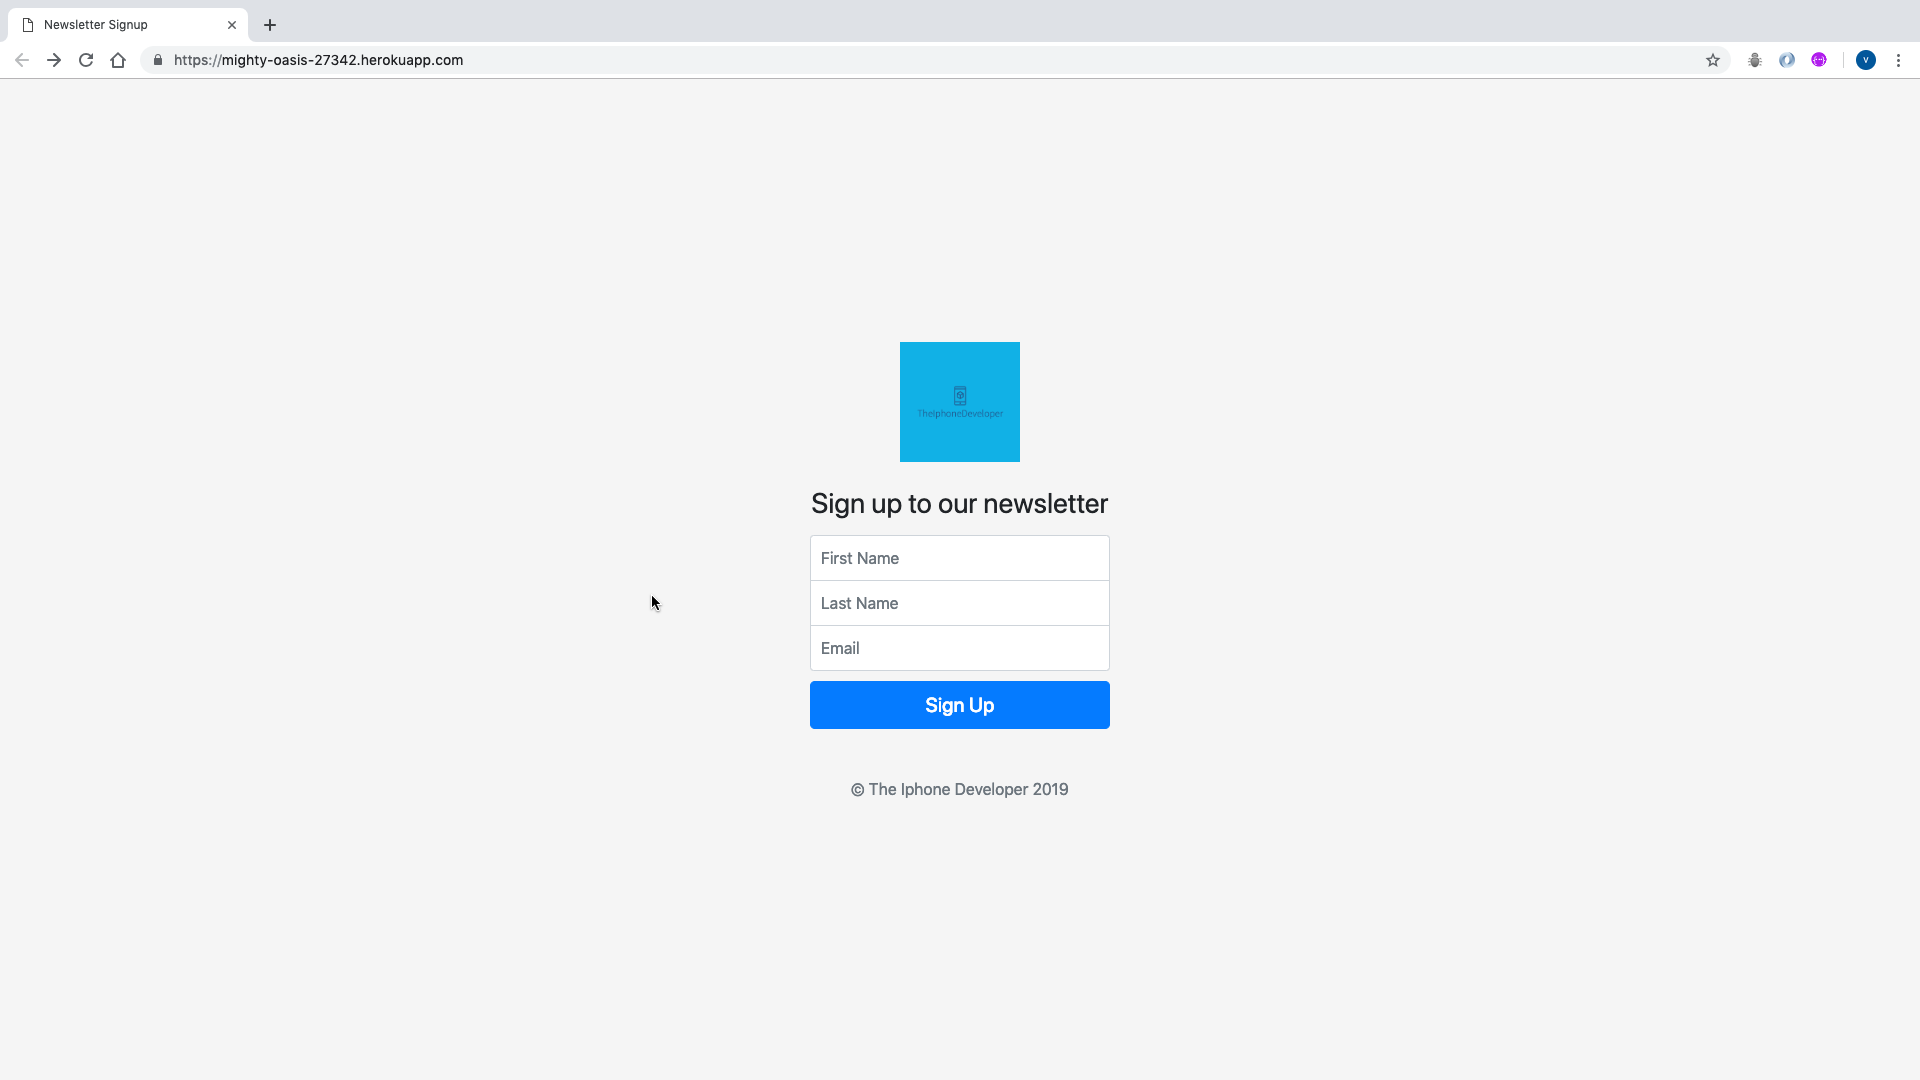 Newsletter Signup
https://mighty-oasis-27342.herokuapp.com
V
TheIphoneDeveloper
Sign up to our newsletter
First Name
Last Name
Email
Sign Up
© The Iphone Developer 2019